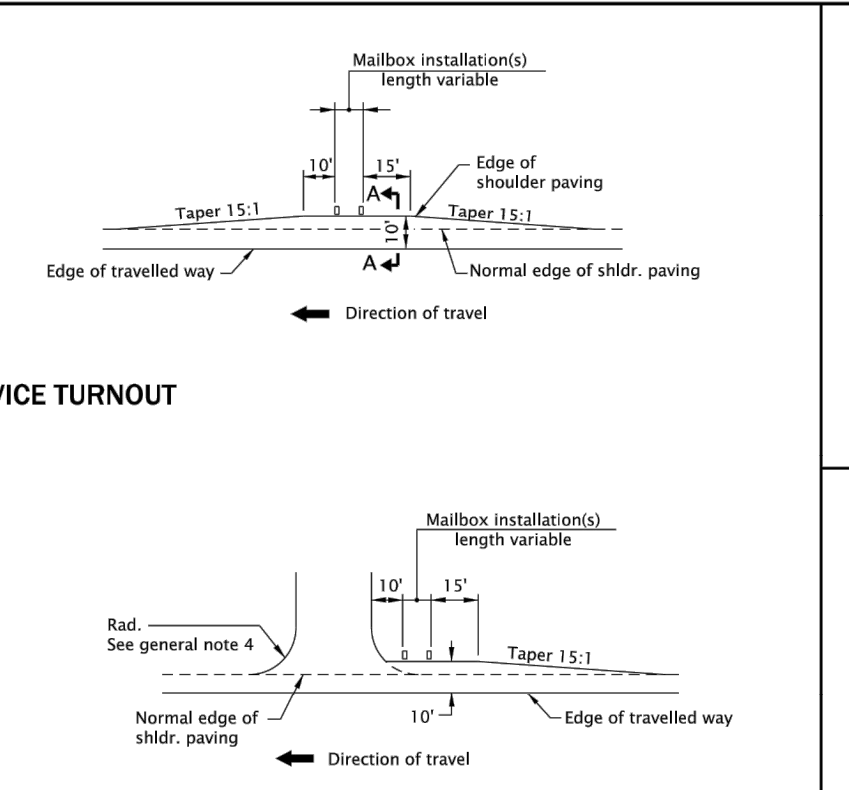 Mailbox installation(s)
length variable
10'
15'
A
Edge of
shoulder paving
Taper 15:1
Taper 15:1
10'
Edge of travelled way
A
Normal edge of shldr. paving
Direction of travel
VICE TURNOUT
Mailbox installation(s)
length variable
10'
15'
Rad.
See general note 4
Taper 15:1
Normal edge of
shldr. paving
10'
Edge of travelled way
Direction of travel